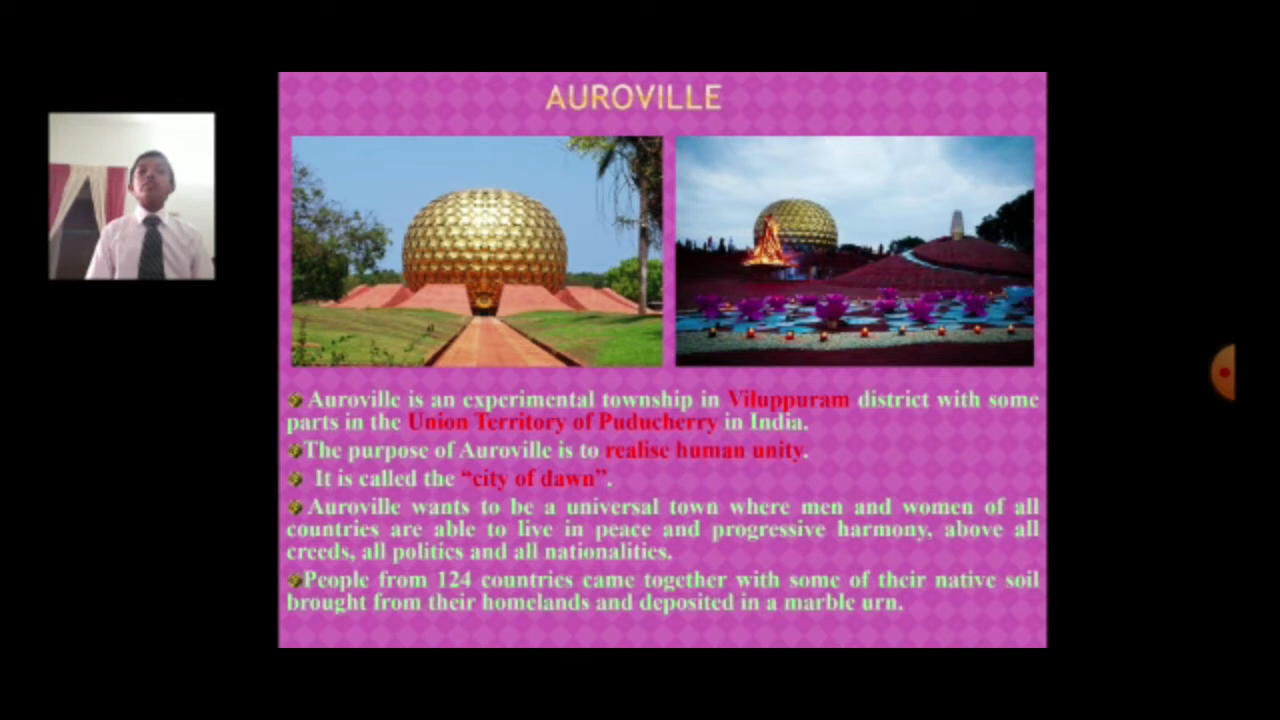 AUROVILLE
Auroville is an experimental township in Viluppuram district with some
parts in the Union Territory of Puducherry in India.
The purpose of Auroville is to realise human unity.
It is called the “city of dawn”.
Auroville wants to be a universal town where men and women of all
countries are able to live in peace and progressive harmony, above all
creeds, all politics and all nationalities.
People from 124 countries came together with some of their native soil
brought from their homelands and deposited in a marble urn.